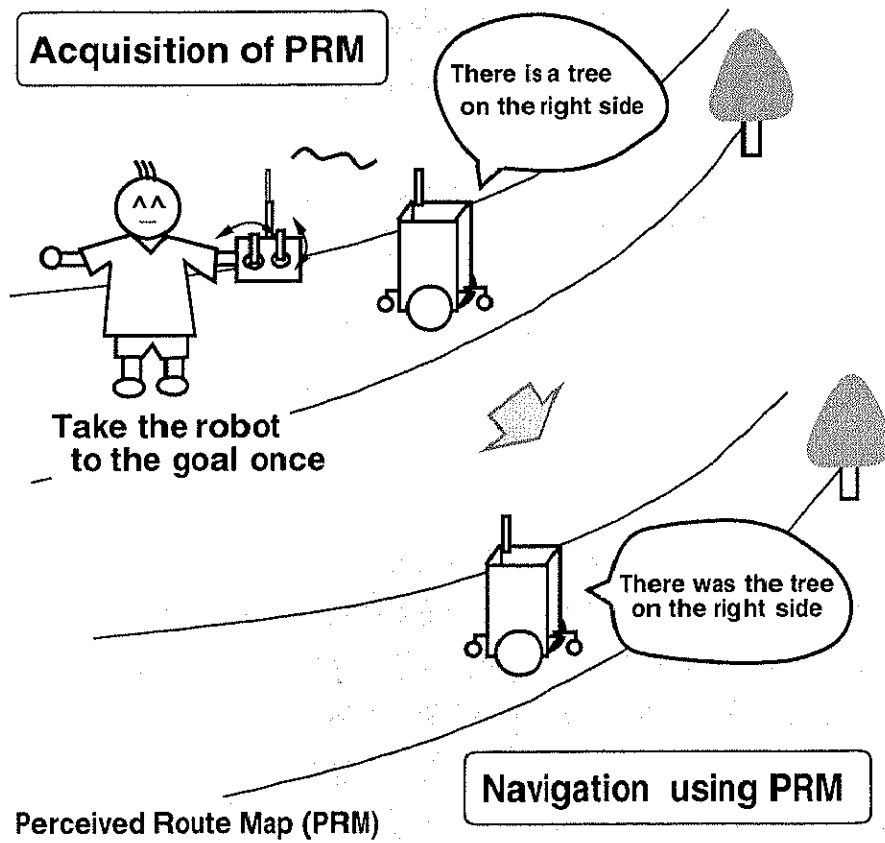 Acquisition of PRM
There is a tree
on the right side
Take the robot
to the goal once
There was the tree
on the right side
Navigation using PRM
Perceived Route Map (PRM)